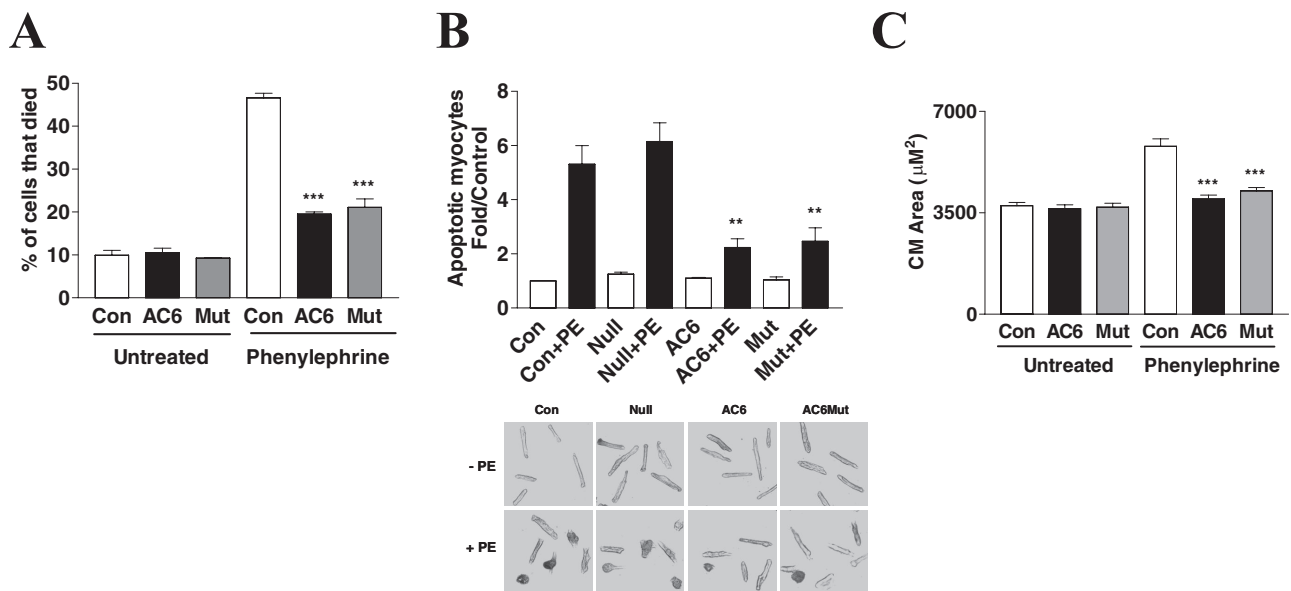 A
% of cells that died
50
40
30
20
10
0
***
***
Con AC6 Mut Con AC6 Mut
Untreated Phenylephrine
B
Apoptotic myocytes
Fold/Control
8
6
4
2
0
**
**
Con
Con+PE
Null
Null+PE
AC6
AC6+PE
Mut
Mut+PE
Con Null AC6 AC6Mut
- PE
+ PE
C
CM Area (µM²)
7000
3500
0
***
***
Con AC6 Mut Con AC6 Mut
Untreated Phenylephrine